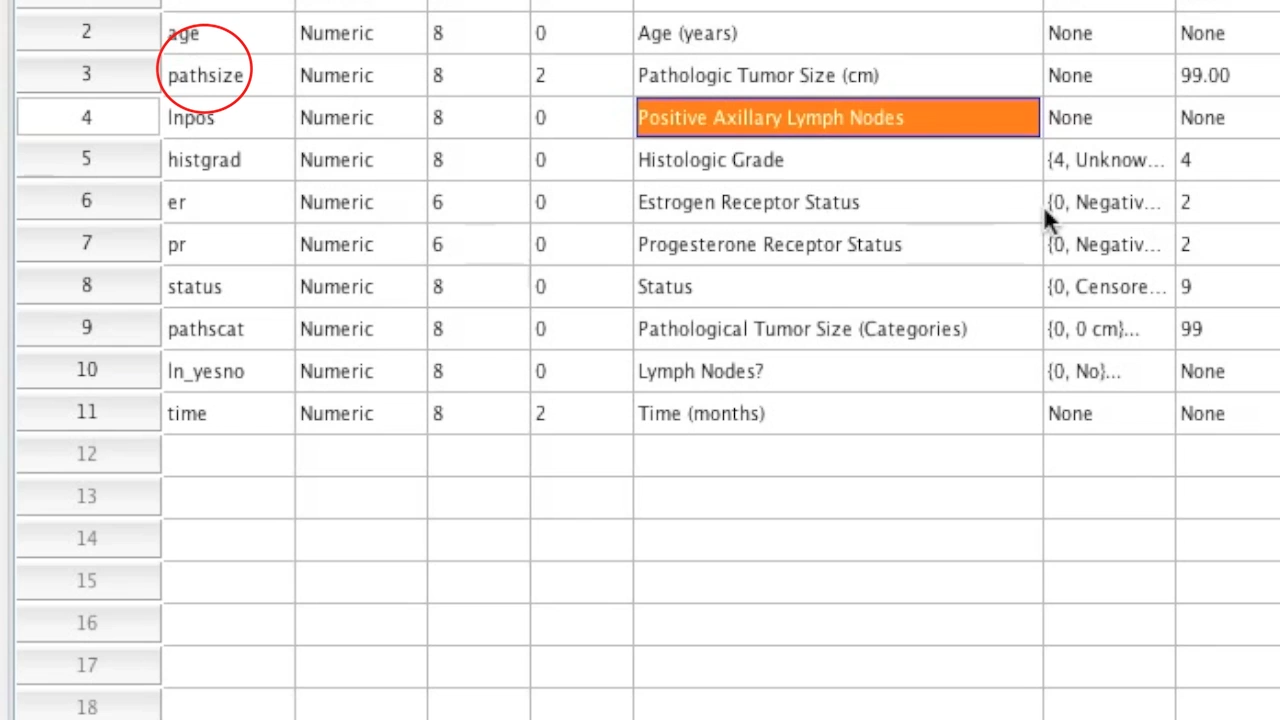 2 age Numeric 8 0 Age (years) None None
3 pathsize Numeric 8 2 Pathologic Tumor Size (cm) None 99.00
4 lnpos Numeric 8 0 Positive Axillary Lymph Nodes None None
5 histgrad Numeric 8 0 Histologic Grade {4, Unknow... 4
6 er Numeric 6 0 Estrogen Receptor Status {0, Negativ... 2
7 pr Numeric 6 0 Progesterone Receptor Status {0, Negativ... 2
8 status Numeric 8 0 Status {0, Censore... 9
9 pathscat Numeric 8 0 Pathological Tumor Size (Categories) {0, 0 cm}... 99
10 ln_yesno Numeric 8 0 Lymph Nodes? {0, No}... None
11 time Numeric 8 2 Time (months) None None
12
13
14
15
16
17
18